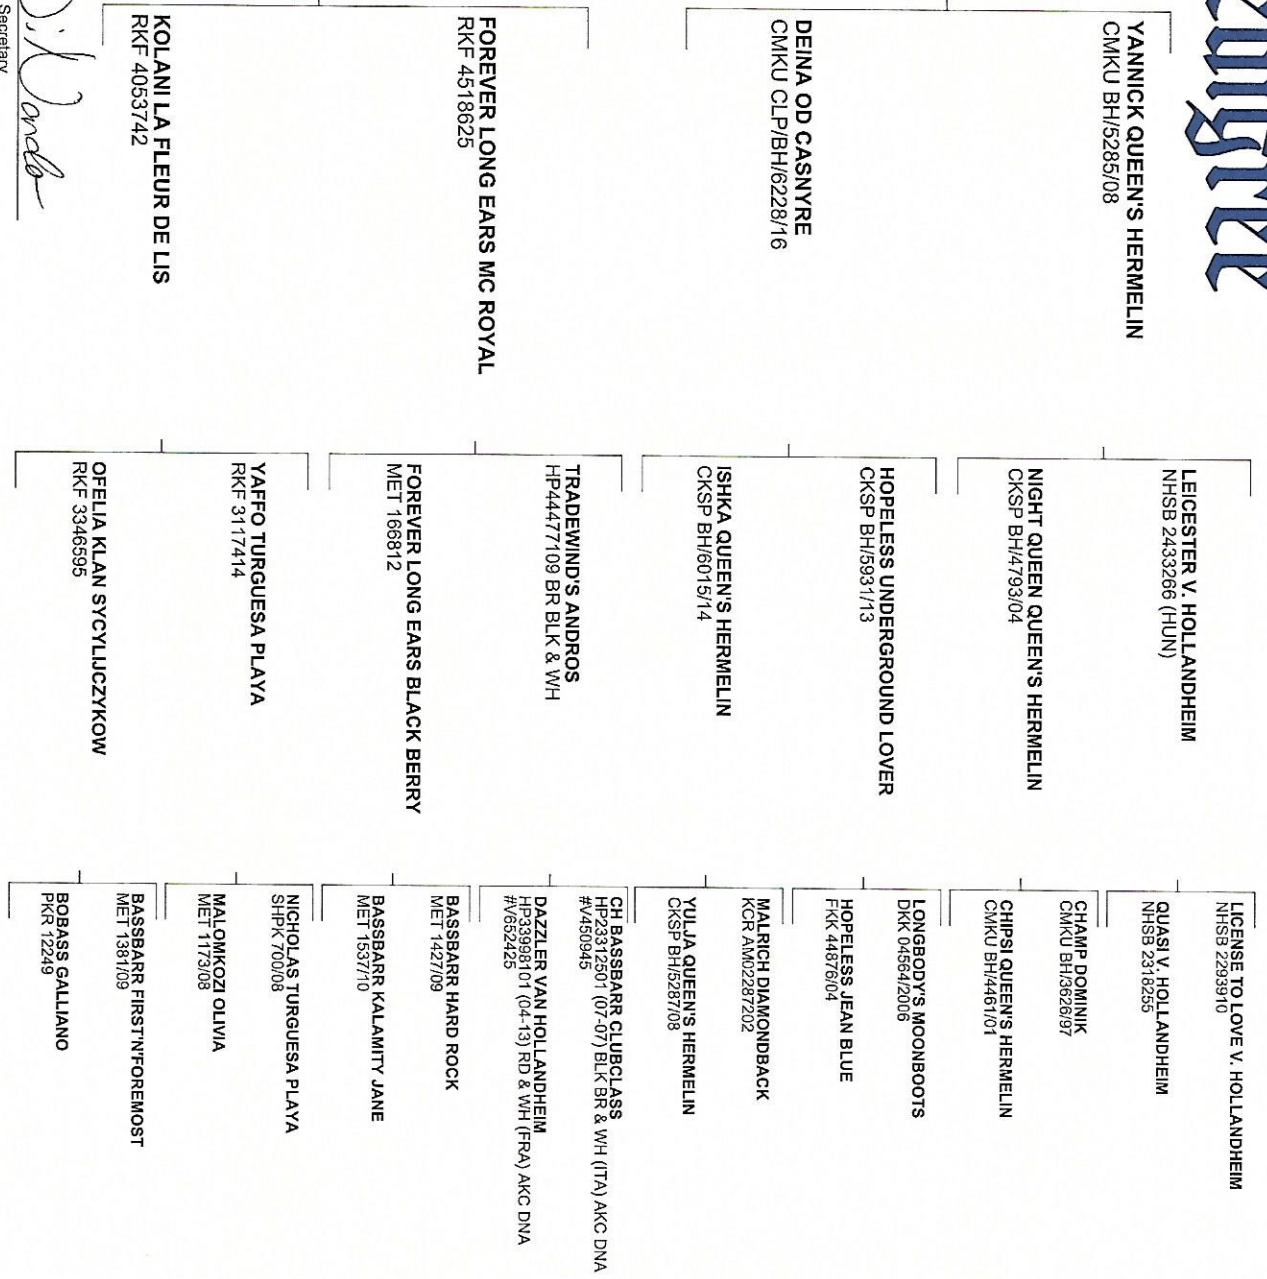 YANNICK QUEEN'S HERMELIN
CMKU BH/5285/08
DEINA OD CASNYRE
CMKU CLP/BH/6228/16
FOREVER LONG EARS MC ROYAL
RKF 4518625
KOLANI LA FLEUR DE LIS
RKF 4053742
LEICESTER V. HOLLANDHEIM
NHSB 2433266 (HUN)
NIGHT QUEEN QUEEN'S HERMELIN
CKSP BH/4793/04
HOPELESS UNDERGROUND LOVER
CKSP BH/5931/13
ISHKA QUEEN'S HERMELIN
CKSP BH/6015/14
TRADEWIND'S ANDROS
HP44477109 BR BLK & WH
FOREVER LONG EARS BLACK BERRY
MET 166812
YAFFO TURGUESA PLAYA
RKF 3117414
OFELIA KLAN SYCYLIJCZYKOW
RKF 3346595
LICENSE TO LOVE V. HOLLANDHEIM
NHSB 2293910
QUASI V. HOLLANDHEIM
NHSB 2318255
CHAMP DOMINIK
CMKU BH/3626/97
CHIPSI QUEEN'S HERMELIN
CMKU BH/4461/01
LONGBODY'S MOONBOOTS
DKK 04564/2006
HOPELESS JEAN BLUE
FKK 44876/04
MALRICH DIAMONDBACK
KCR AM02287202
YULJA QUEEN'S HERMELIN
CKSP BH/5287/08
CH BASSBARR CLUBCLASS
HP23312501 (07-07) BLK BR & WH (ITA) AKC DNA
#V450945
DAZZLER VAN HOLLANDHEIM
HP33998101 (04-13) RD & WH (FRA) AKC DNA
#V652425
BASSBARR HARD ROCK
MET 1427/09
BASSBARR KALAMITY JANE
MET 1537/10
NICHOLAS TURGUESA PLAYA
SHPK 700/08
MALOMKOZI OLIVIA
MET 1173/08
BASSBARR FIRST'N'FOREMOST
MET 1381/09
BOBASS GALLIANO
PKR 12249
Secretary